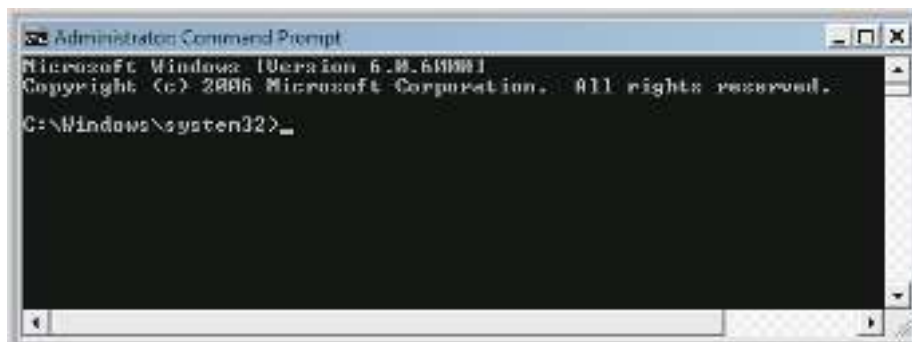 Administrator: Command Prompt
Microsoft Windows [Version 6.0.6000]
Copyright (c) 2006 Microsoft Corporation. All rights reserved.
C:\Windows\system32>_